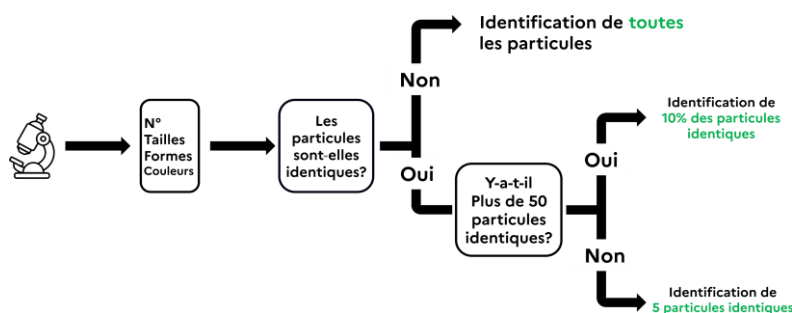 Identification de toutes
les particules
Non
N°
Tailles
Formes
Couleurs
Les
particules
sont-elles
identiques?
Oui
Y-a-t-il
Plus de 50
particules
identiques?
Oui
Identification de
10% des particules
identiques
Non
Identification de
5 particules identiques